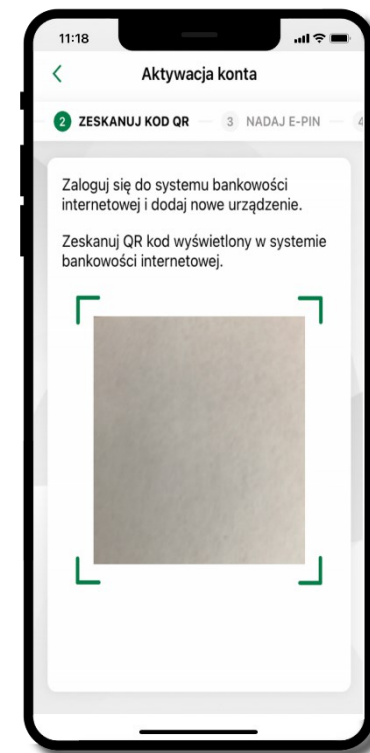 11:18
Aktywacja konta
2 ZESKANUJ KOD QR 3 NADAJ E-PIN 4
Zaloguj się do systemu bankowości
internetowej i dodaj nowe urządzenie.
Zeskanuj QR kod wyświetlony w systemie
bankowości internetowej.